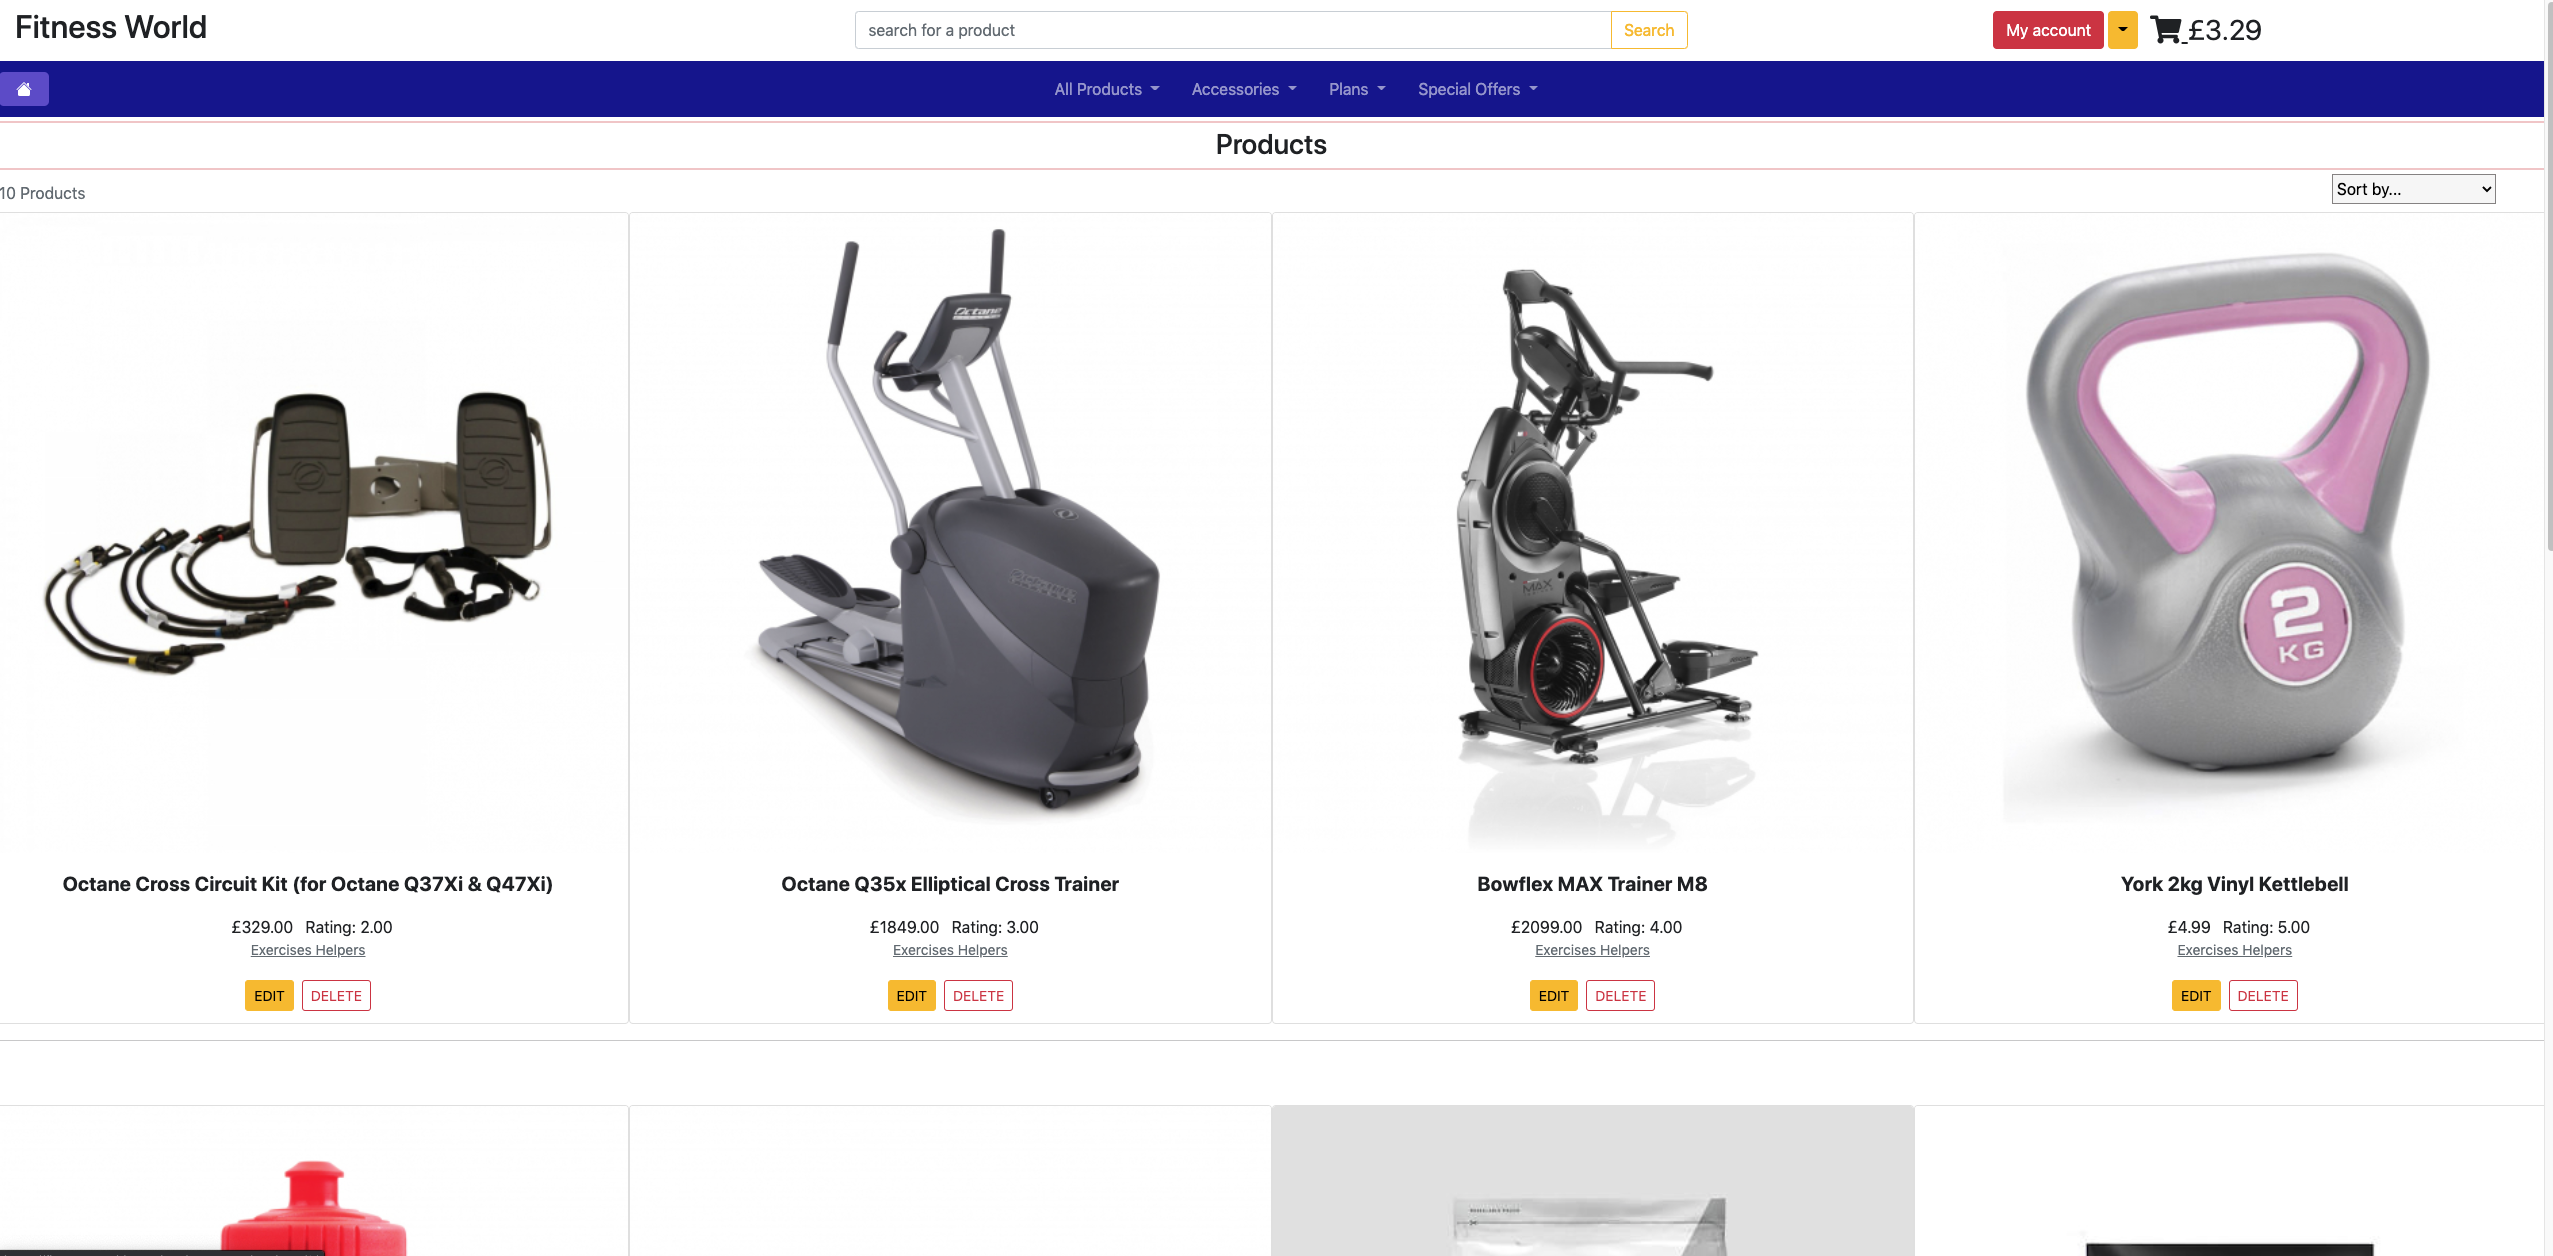 Fitness World
search for a product
Search
My account
£3.29
All Products
Accessories
Plans
Special Offers
Products
10 Products
Sort by...
Octane
MAX
2
KG
Octane Cross Circuit Kit (for Octane Q37Xi & Q47Xi)
£329.00 Rating: 2.00
Exercises Helpers
EDIT DELETE
Octane Q35x Elliptical Cross Trainer
£1849.00 Rating: 3.00
Exercises Helpers
EDIT DELETE
Bowflex MAX Trainer M8
£2099.00 Rating: 4.00
Exercises Helpers
EDIT DELETE
York 2kg Vinyl Kettlebell
£4.99 Rating: 5.00
Exercises Helpers
EDIT DELETE